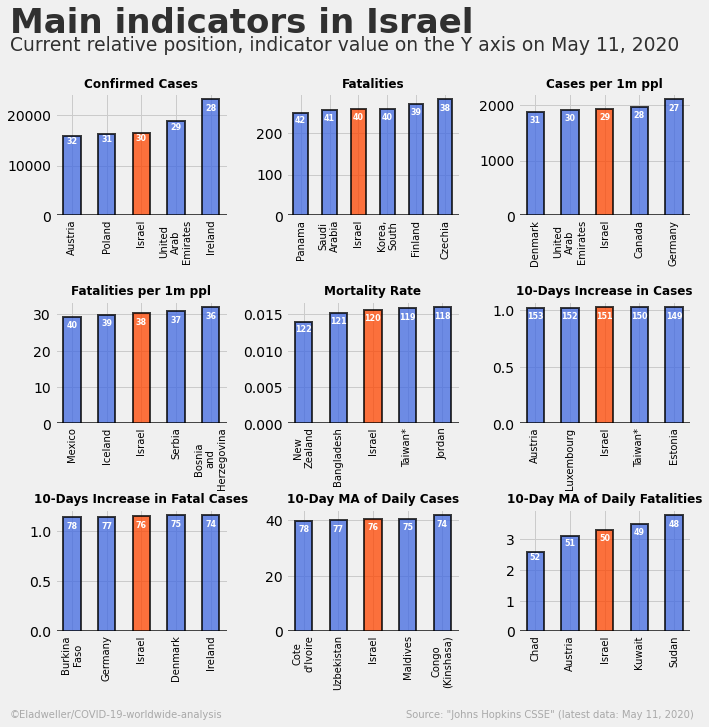 Main indicators in Israel
Current relative position, indicator value on the Y axis on May 11, 2020
Confirmed Cases
20000
10000
0
32
31
30
29
28
Austria
Poland
Israel
United
Arab
Emirates
Ireland
Fatalities
200
100
0
42
41
40
40
39
38
Panama
Saudi
Arabia
Israel
Korea,
South
Finland
Czechia
Cases per 1m ppl
2000
1000
0
31
30
29
28
27
Denmark
United
Arab
Emirates
Israel
Canada
Germany
Fatalities per 1m ppl
30
20
10
0
40
39
38
37
36
Mexico
Iceland
Israel
Serbia
Bosnia
and
Herzegovina
Mortality Rate
0.015
0.010
0.005
0.000
122
121
120
119
118
New
Zealand
Bangladesh
Israel
Taiwan*
Jordan
10-Days Increase in Cases
1.0
0.5
0.0
153
152
151
150
149
Austria
Luxembourg
Israel
Taiwan*
Estonia
10-Days Increase in Fatal Cases
1.0
0.5
0.0
78
77
76
75
74
Burkina
Faso
Germany
Israel
Denmark
Ireland
10-Day MA of Daily Cases
40
20
0
78
77
76
75
74
Cote
d'Ivoire
Uzbekistan
Israel
Maldives
Congo
(Kinshasa)
10-Day MA of Daily Fatalities
3
2
1
0
52
51
50
49
48
Chad
Austria
Israel
Kuwait
Sudan
©Eladweller/COVID-19-worldwide-analysis
Source: "Johns Hopkins CSSE" (latest data: May 11, 2020)